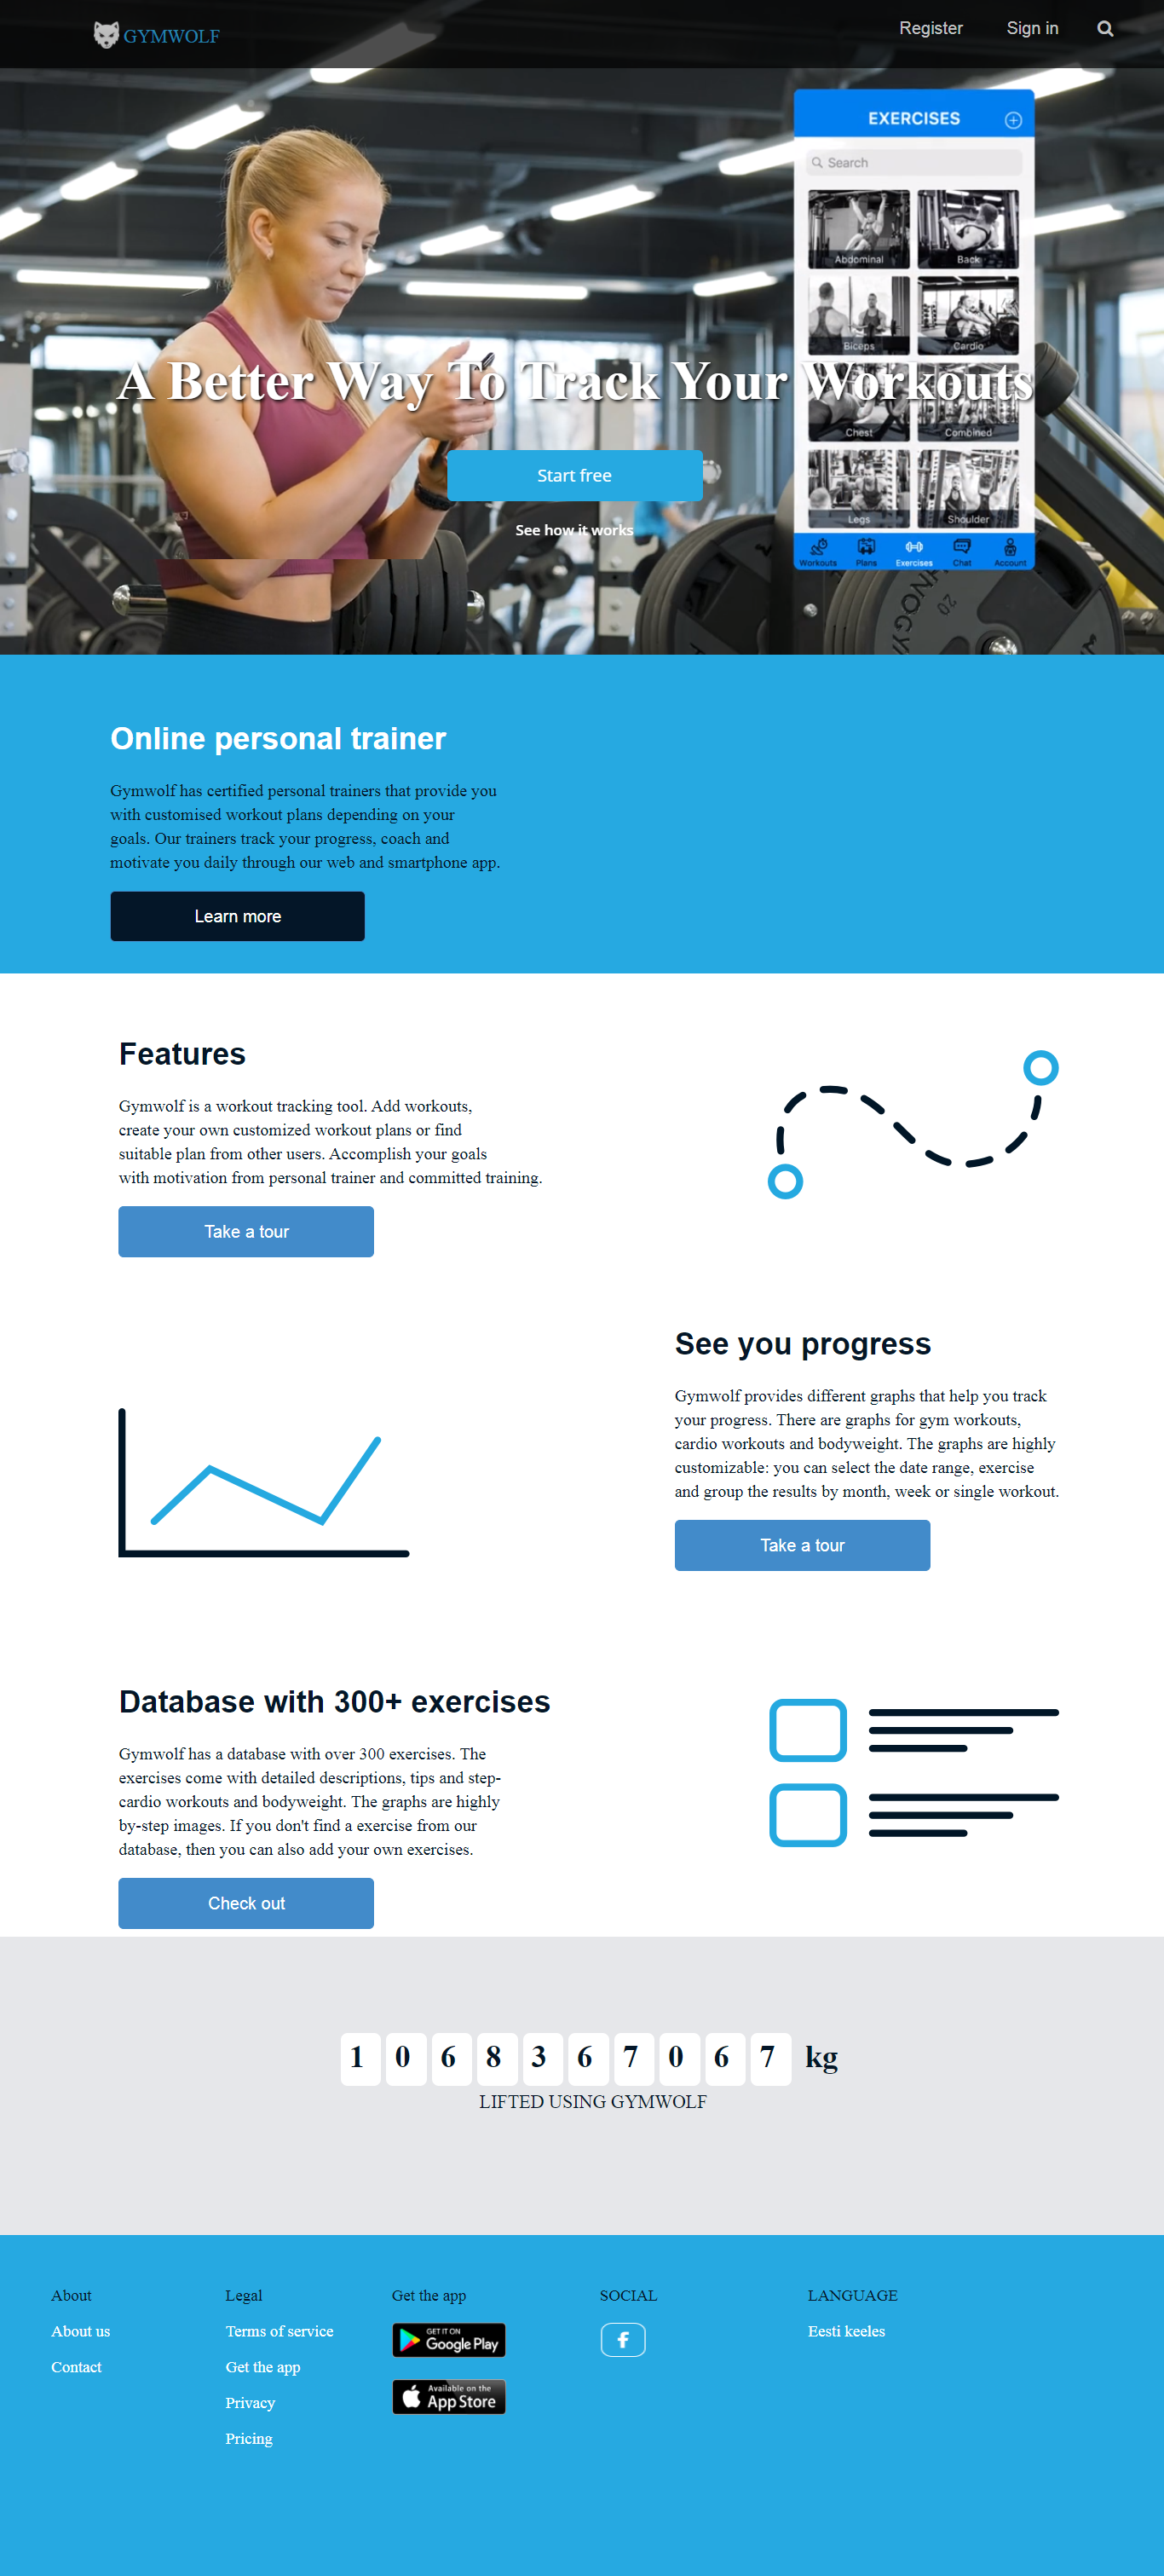 GYMWOLF
Register
Sign in
EXERCISES
Search
Abdominal
Back
Biceps
Cardio
A Better Way To Track Your Workouts
Chest
Combined
Start free
Legs
Shoulder
See how it works
Workouts
Plans
Exercises
Chat
Account
20
Online personal trainer
Gymwolf has certified personal trainers that provide you
with customised workout plans depending on your
goals. Our trainers track your progress, coach and
motivate you daily through our web and smartphone app.
Learn more
Features
Gymwolf is a workout tracking tool. Add workouts,
create your own customized workout plans or find
suitable plan from other users. Accomplish your goals
with motivation from personal trainer and committed training.
Take a tour
See you progress
Gymwolf provides different graphs that help you track
your progress. There are graphs for gym workouts,
cardio workouts and bodyweight. The graphs are highly
customizable: you can select the date range, exercise
and group the results by month, week or single workout.
Take a tour
Database with 300+ exercises
Gymwolf has a database with over 300 exercises. The
exercises come with detailed descriptions, tips and step-
cardio workouts and bodyweight. The graphs are highly
by-step images. If you don't find a exercise from our
database, then you can also add your own exercises.
Check out
1 0 6 8 3 6 7 0 6 7 kg
LIFTED USING GYMWOLF
About
About us
Contact
Legal
Terms of service
Get the app
Privacy
Pricing
Get the app
GET IT ON
Google Play
Available on the
App Store
SOCIAL
LANGUAGE
Eesti keeles